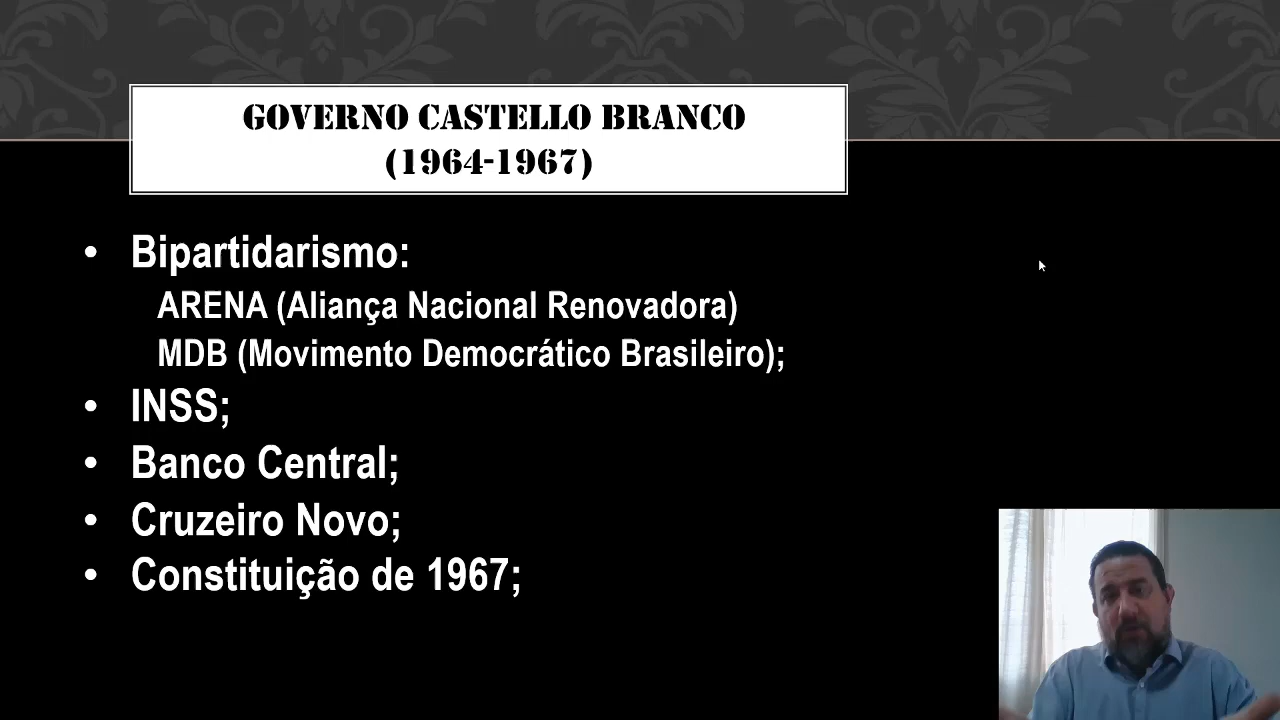 GOVERNO CASTELLO BRANCO
(1964-1967)
• Bipartidarismo:
ARENA (Aliança Nacional Renovadora)
MDB (Movimento Democrático Brasileiro);
• INSS;
• Banco Central;
• Cruzeiro Novo;
• Constituição de 1967;